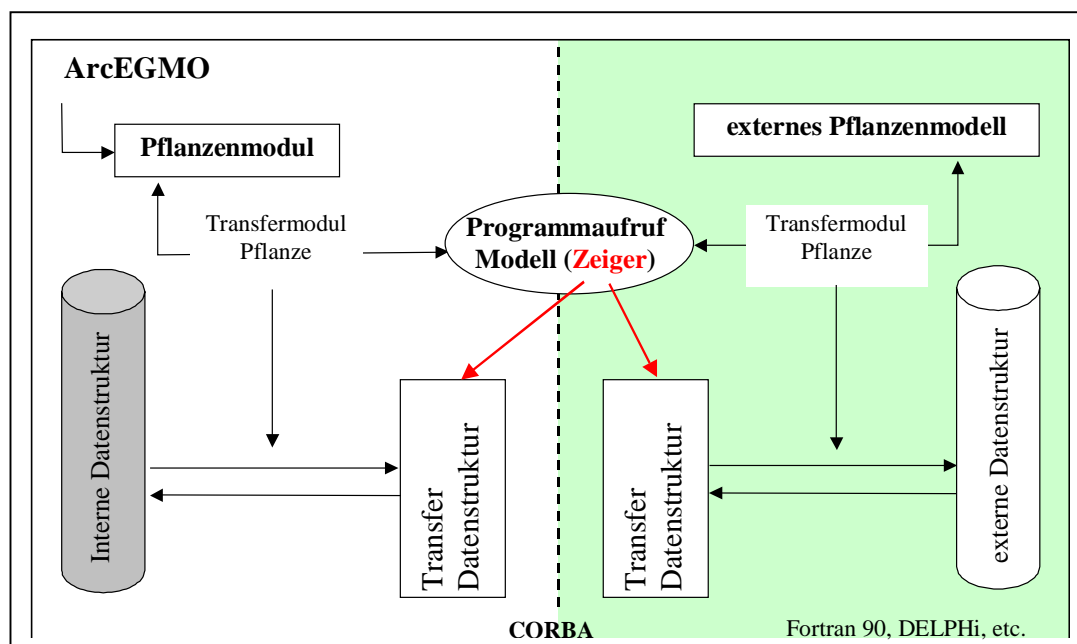 ArcEGMO
Pflanzenmodul
externes Pflanzenmodell
Transfermodul
Pflanze
Programmaufruf
Modell (Zeiger)
Transfermodul
Pflanze
Interne Datenstruktur
Transfer
Datenstruktur
Transfer
Datenstruktur
externe Datenstruktur
CORBA
Fortran 90, DELPHi, etc.